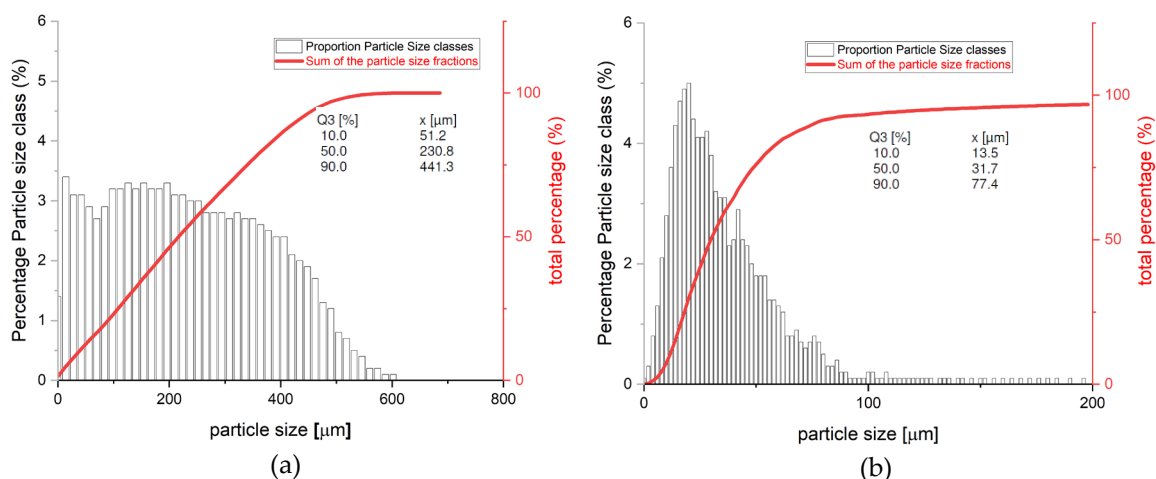 6
5
4
3
2
1
0
Percentage Particle size class (%)
Proportion Particle Size classes
Sum of the particle size fractions
Q3 [%] x [μm]
10.0 51.2
50.0 230.8
90.0 441.3
100
50
0
total percentage (%)
0 200 400 600 800
particle size [μm]
(a)
6
4
2
0
Percentage Particle size class (%)
Proportion Particle Size classes
Sum of the particle size fractions
Q3 [%] x [μm]
10.0 13.5
50.0 31.7
90.0 77.4
100
50
0
total percentage (%)
0 100 200
particle size [μm]
(b)